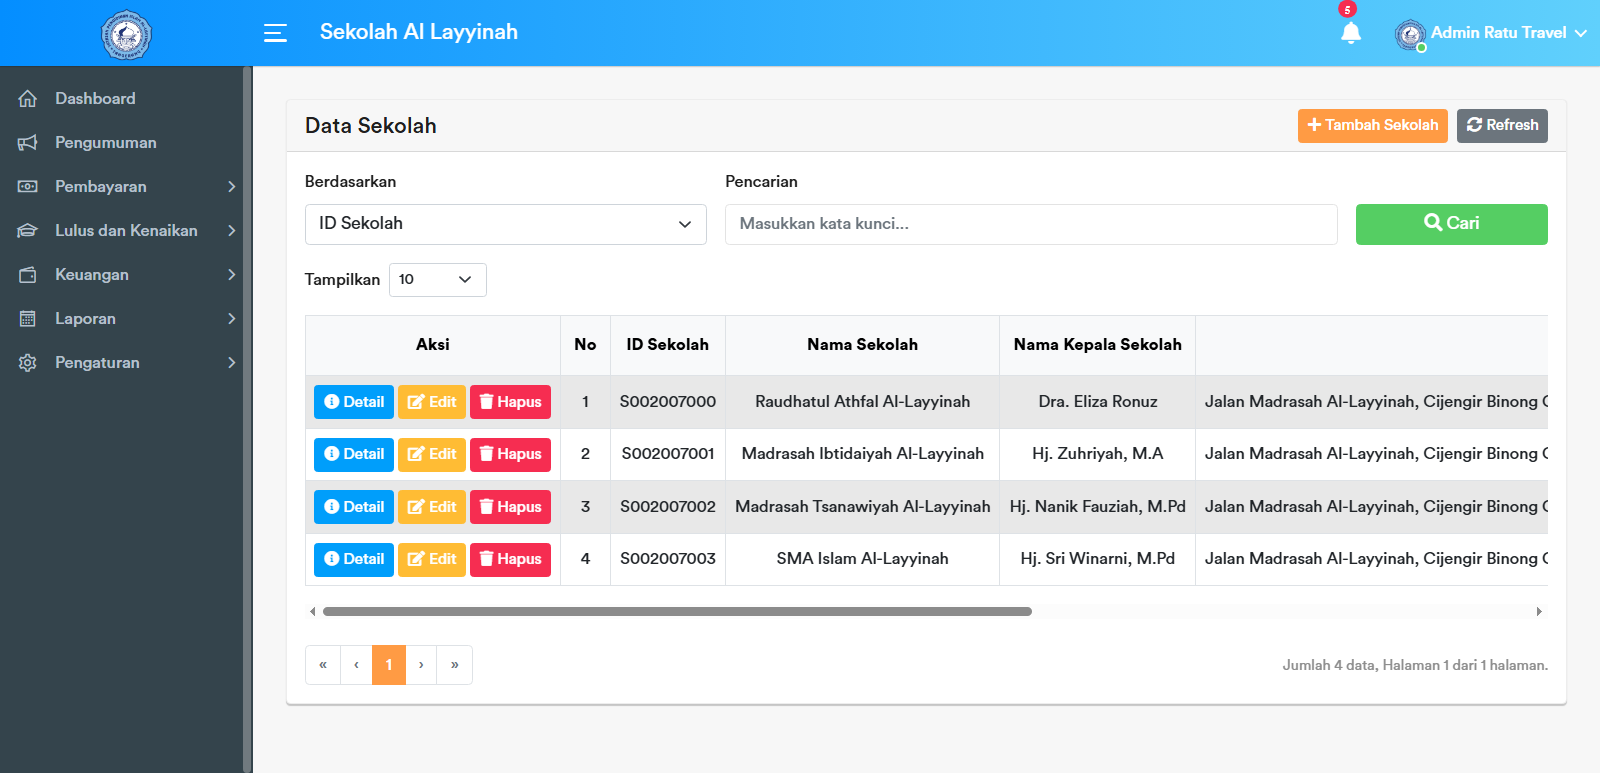 Sekolah Al Layyinah
5
Admin Ratu Travel
Dashboard
Pengumuman
Pembayaran
Lulus dan Kenaikan
Keuangan
Laporan
Pengaturan
Data Sekolah
Tambah Sekolah
Refresh
Berdasarkan
Pencarian
ID Sekolah
Masukkan kata kunci...
Cari
Tampilkan
10
Aksi No ID Sekolah Nama Sekolah Nama Kepala Sekolah
Detail Edit Hapus 1 S002007000 Raudhatul Athfal Al-Layyinah Dra. Eliza Ronuz Jalan Madrasah Al-Layyinah, Cijengir Binong
Detail Edit Hapus 2 S002007001 Madrasah Ibtidaiyah Al-Layyinah Hj. Zuhriyah, M.A Jalan Madrasah Al-Layyinah, Cijengir Binong
Detail Edit Hapus 3 S002007002 Madrasah Tsanawiyah Al-Layyinah Hj. Nanik Fauziah, M.Pd Jalan Madrasah Al-Layyinah, Cijengir Binong
Detail Edit Hapus 4 S002007003 SMA Islam Al-Layyinah Hj. Sri Winarni, M.Pd Jalan Madrasah Al-Layyinah, Cijengir Binong
« ‹ 1 › »
Jumlah 4 data, Halaman 1 dari 1 halaman.